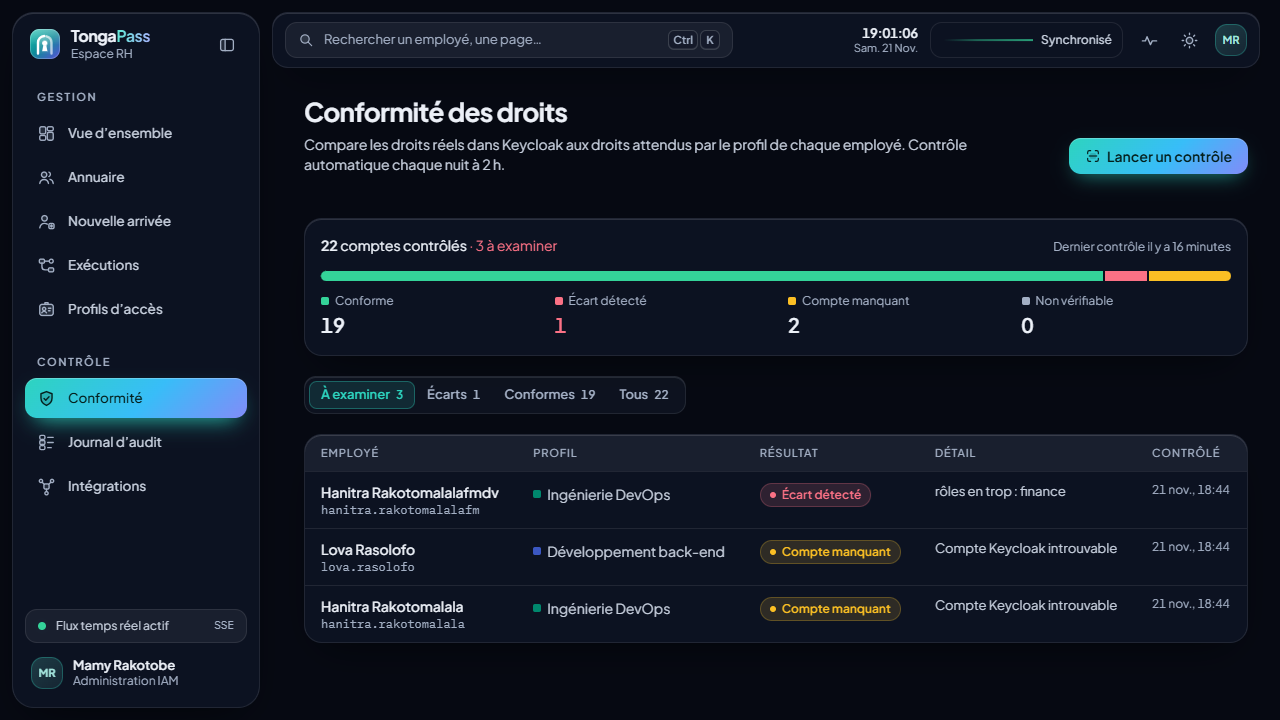 TongaPass
Espace RH
GESTION
Vue d’ensemble
Annuaire
Nouvelle arrivée
Exécutions
Profils d’accès
CONTRÔLE
Conformité
Journal d’audit
Intégrations
Flux temps réel actif SSE
MR
Mamy Rakotobe
Administration IAM
Rechercher un employé, une page… Ctrl K
19:01:06
Sam. 21 Nov.
Synchronisé
MR
Conformité des droits
Compare les droits réels dans Keycloak aux droits attendus par le profil de chaque employé. Contrôle
automatique chaque nuit à 2 h.
Lancer un contrôle
22 comptes contrôlés · 3 à examiner
Dernier contrôle il y a 16 minutes
Conforme Écart détecté Compte manquant Non vérifiable
19 1 2 0
À examiner 3 Écarts 1 Conformes 19 Tous 22
EMPLOYÉ PROFIL RÉSULTAT DÉTAIL CONTRÔLÉ
Hanitra Rakotomalalafmdv Ingénierie DevOps Écart détecté rôles en trop : finance 21 nov., 18:44
hanitra.rakotomalalafm
Lova Rasolofo Développement back-end Compte manquant Compte Keycloak introuvable 21 nov., 18:44
lova.rasolofo
Hanitra Rakotomalala Ingénierie DevOps Compte manquant Compte Keycloak introuvable 21 nov., 18:44
hanitra.rakotomalala